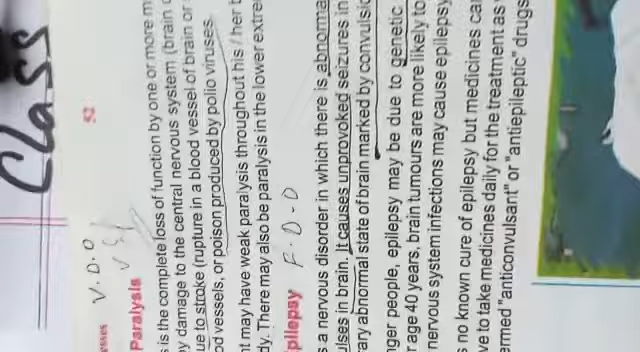 Class
52
esses V.D.O
Paralysis
is the complete loss of function by one or more m
y damage to the central nervous system (brain o
ue to stroke (rupture in a blood vessel of brain or
od vessels, or poison produced by polio viruses.
nt may have weak paralysis throughout his / her b
dy. There may also be paralysis in the lower extrem
pilepsy F.D.D
s a nervous disorder in which there is abnorma
ulses in brain. It causes unprovoked seizures in
rary abnormal state of brain marked by convulsio
nger people, epilepsy may be due to genetic
r age 40 years, brain tumours are more likely to
nervous system infections may cause epilepsy
s no known cure of epilepsy but medicines can
ve to take medicines daily for the treatment as
ermed "anticonvulsant" or "antiepileptic" drugs